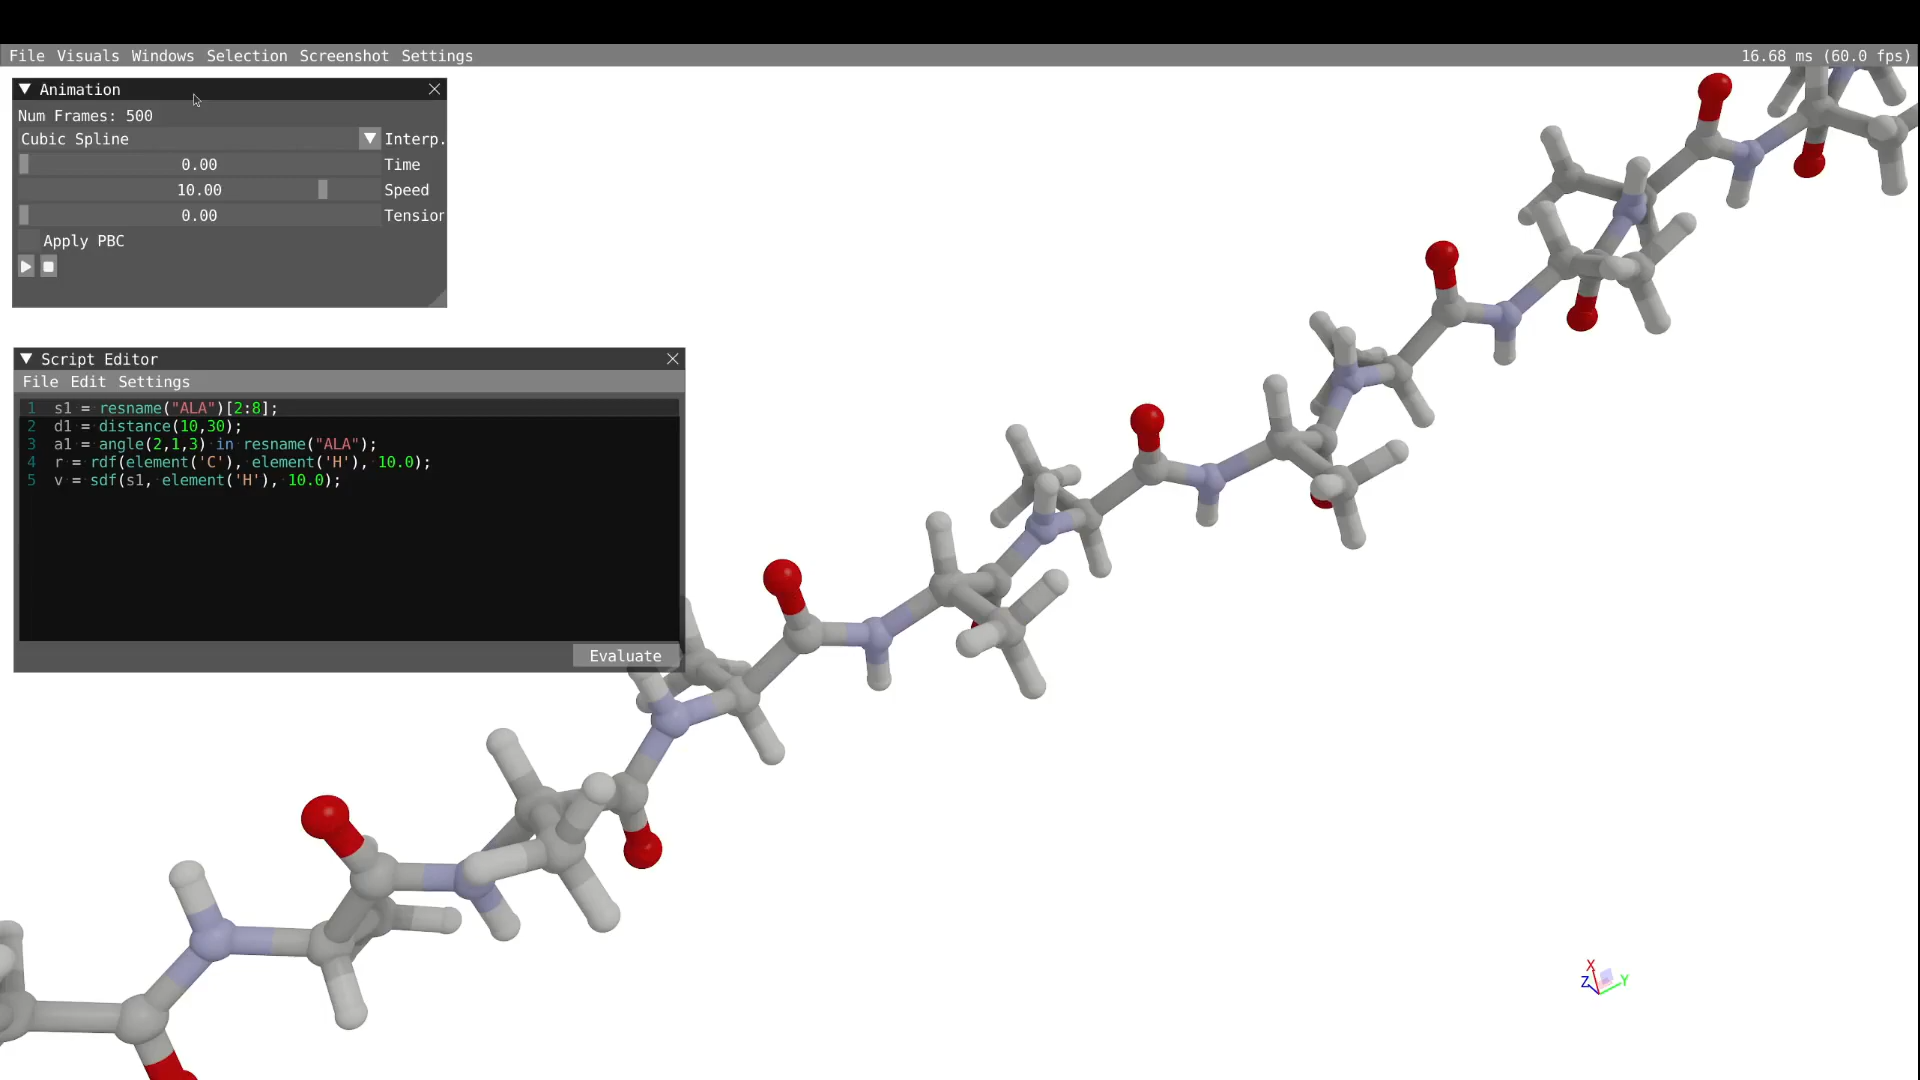 File Visuals Windows Selection Screenshot Settings 16.68 ms (60.0 fps)
Animation
Num Frames: 500
Cubic Spline Interp.
0.00 Time
10.00 Speed
0.00 Tension
Apply PBC
Script Editor
File Edit Settings
1 s1 = resname("ALA")[2:8];
2 d1 = distance(10,30);
3 a1 = angle(2,1,3) in resname("ALA");
4 r = rdf(element('C'), element('H'), 10.0);
5 v = sdf(s1, element('H'), 10.0);
Evaluate
X
Z Y